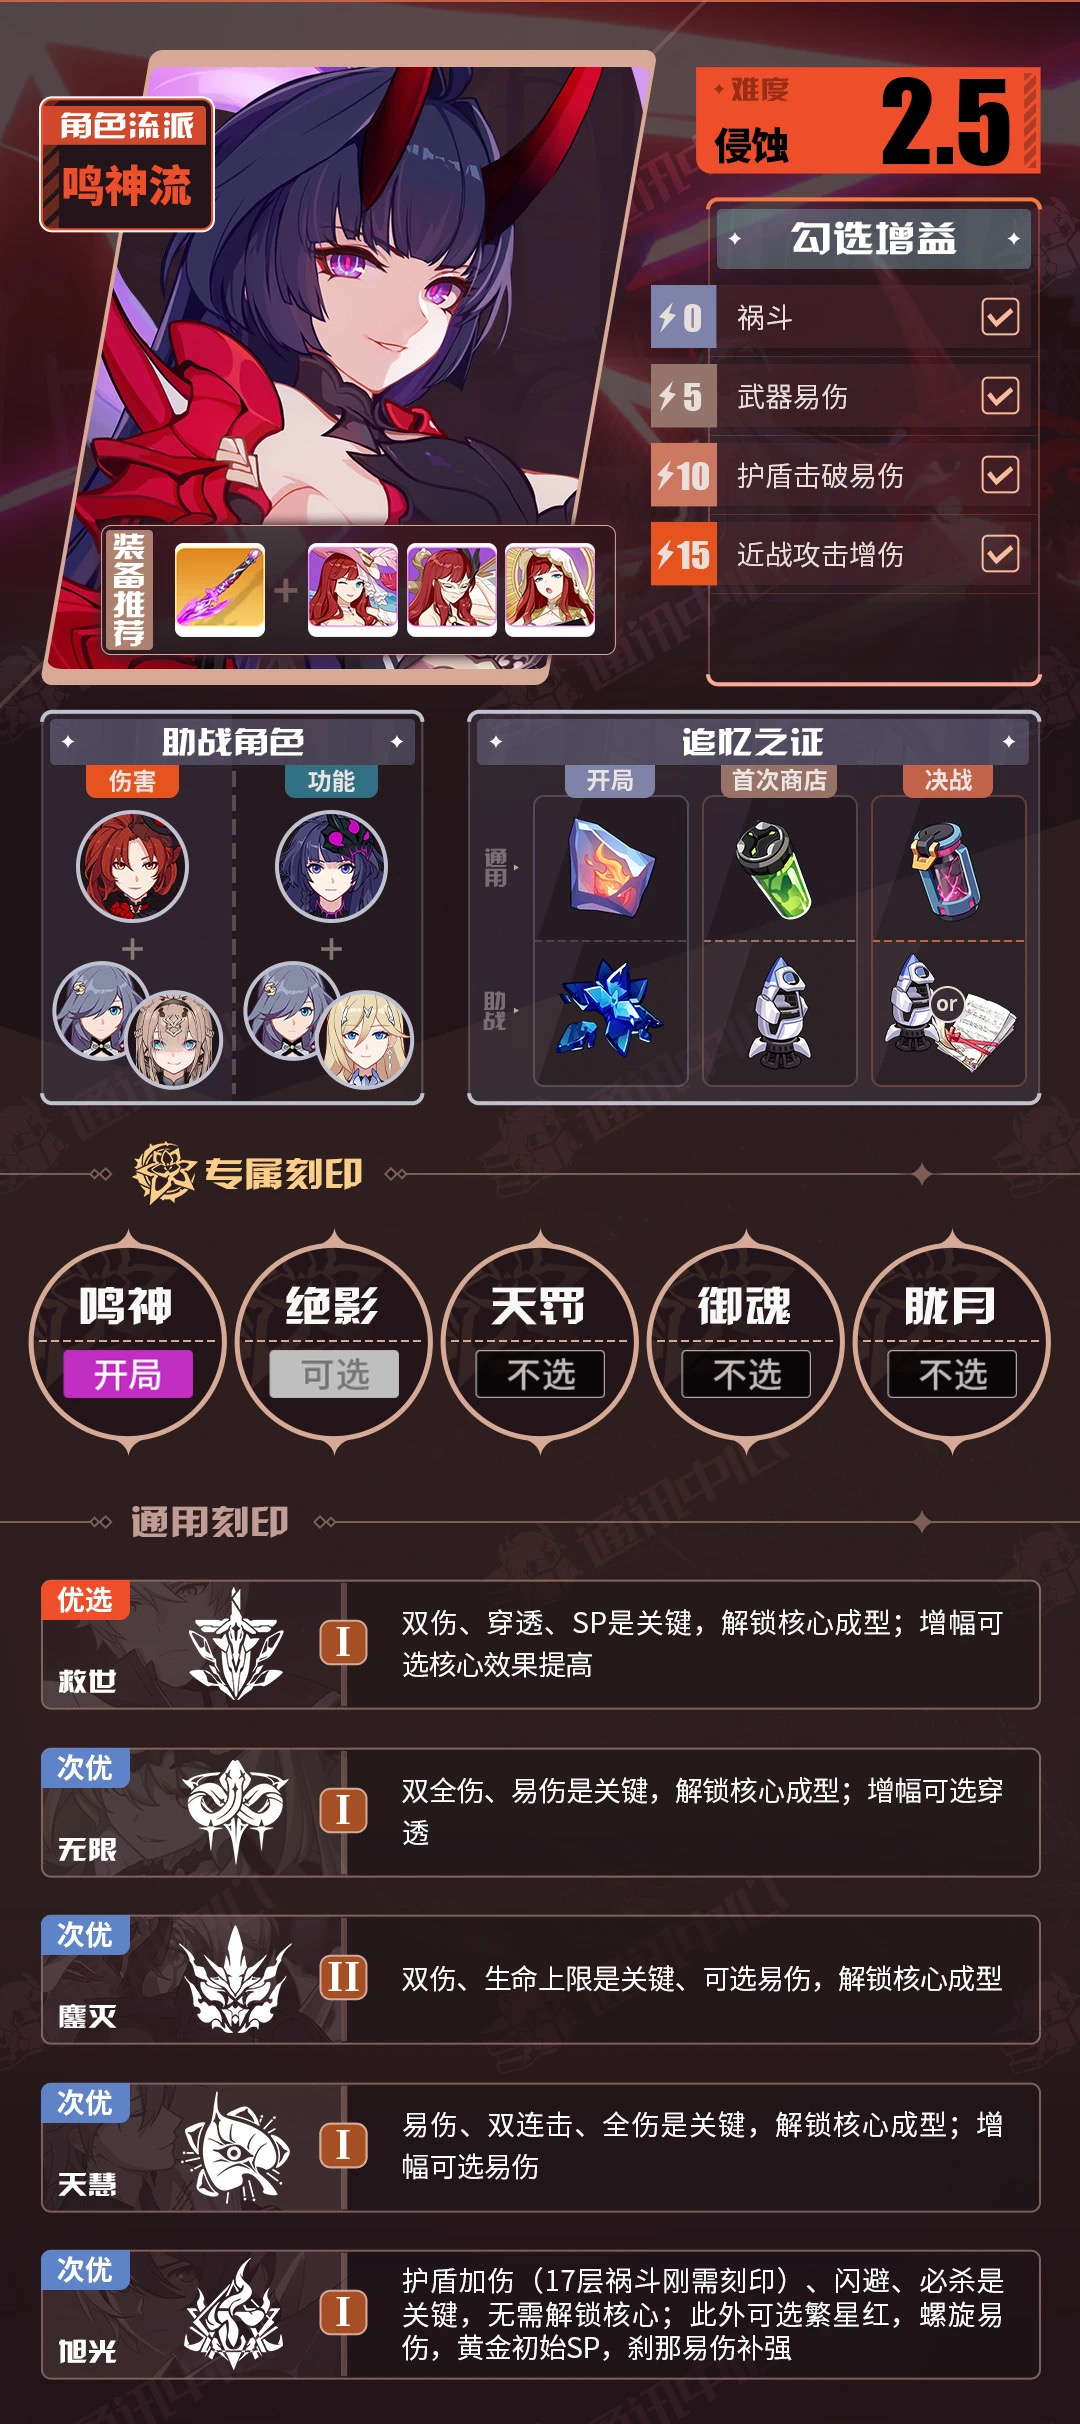 角色流派
鸣神流
难度
侵蚀
2.5
勾选增益
0 祸斗
5 武器易伤
10 护盾击破易伤
15 近战攻击增伤
装备推荐
+
助战角色
伤害
功能
+
+
追忆之证
开局
首次商店
决战
通用
助战
or
专属刻印
鸣神
开局
绝影
可选
天罚
不选
御魂
不选
胧月
不选
通用刻印
优选
救世
I
双伤、穿透、SP是关键，解锁核心成型；增幅可
选核心效果提高
次优
无限
I
双全伤、易伤是关键，解锁核心成型；增幅可选穿
透
次优
鏖灭
II
双伤、生命上限是关键、可选易伤，解锁核心成型
次优
天慧
I
易伤、双连击、全伤是关键，解锁核心成型；增
幅可选易伤
次优
旭光
I
护盾加伤（17层祸斗刚需刻印）、闪避、必杀是
关键，无需解锁核心；此外可选繁星红，螺旋易
伤，黄金初始SP，刹那易伤补强
通讯中心